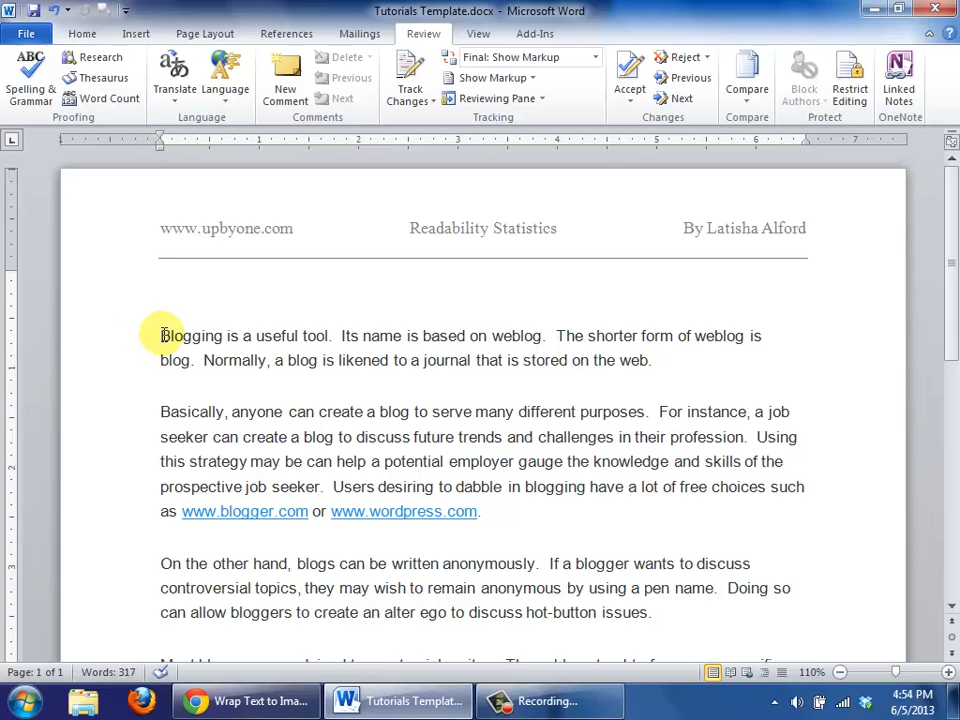 Tutorials Template.docx - Microsoft Word
File Home Insert Page Layout References Mailings Review View Add-Ins
ABC Spelling & Grammar Research Thesaurus ABC 123 Word Count Proofing
Translate Language Language
New Comment Delete Previous Next Comments
Track Changes Final: Show Markup Show Markup Reviewing Pane Tracking
Accept Reject Previous Next Changes
Compare Compare
Block Authors Restrict Editing Protect
Linked Notes OneNote
1 2 3 4 5 6 7
www.upbyone.com Readability Statistics By Latisha Alford
Blogging is a useful tool. Its name is based on weblog. The shorter form of weblog is
blog. Normally, a blog is likened to a journal that is stored on the web.
Basically, anyone can create a blog to serve many different purposes. For instance, a job
seeker can create a blog to discuss future trends and challenges in their profession. Using
this strategy may be can help a potential employer gauge the knowledge and skills of the
prospective job seeker. Users desiring to dabble in blogging have a lot of free choices such
as www.blogger.com or www.wordpress.com.
On the other hand, blogs can be written anonymously. If a blogger wants to discuss
controversial topics, they may wish to remain anonymous by using a pen name. Doing so
can allow bloggers to create an alter ego to discuss hot-button issues.
Page: 1 of 1 Words: 317 110%
Wrap Text to Ima... Tutorials Template... Recording... 4:54 PM
6/5/2013